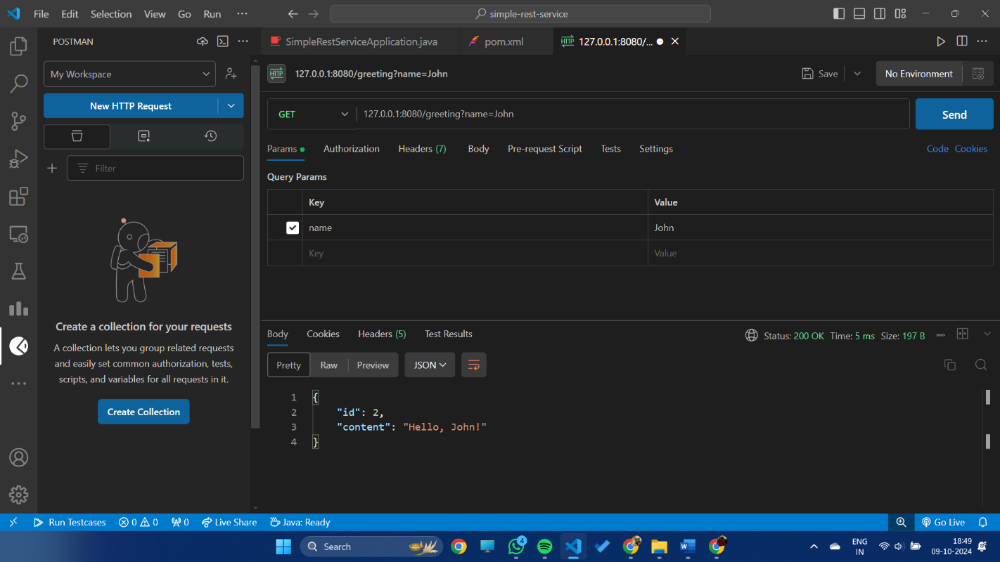 File Edit Selection View Go Run ...
simple-rest-service
POSTMAN
SimpleRestServiceApplication.java
pom.xml
HTTP 127.0.0.1:8080/...
My Workspace
New HTTP Request
Filter
Create a collection for your requests
A collection lets you group related requests
and easily set common authorization, tests,
scripts, and variables for all requests in it.
Create Collection
HTTP 127.0.0.1:8080/greeting?name=John
Save
No Environment
GET 127.0.0.1:8080/greeting?name=John
Send
Params Authorization Headers (7) Body Pre-request Script Tests Settings
Code Cookies
Query Params
Key Value
name John
Key Value
Body Cookies Headers (5) Test Results
Status: 200 OK Time: 5 ms Size: 197 B
Pretty Raw Preview JSON
1 {
2 "id": 2,
3 "content": "Hello, John!"
4 }
Run Testcases 0 0 0 Live Share Java: Ready
Go Live
Search
4
ENG
IN
18:49
09-10-2024